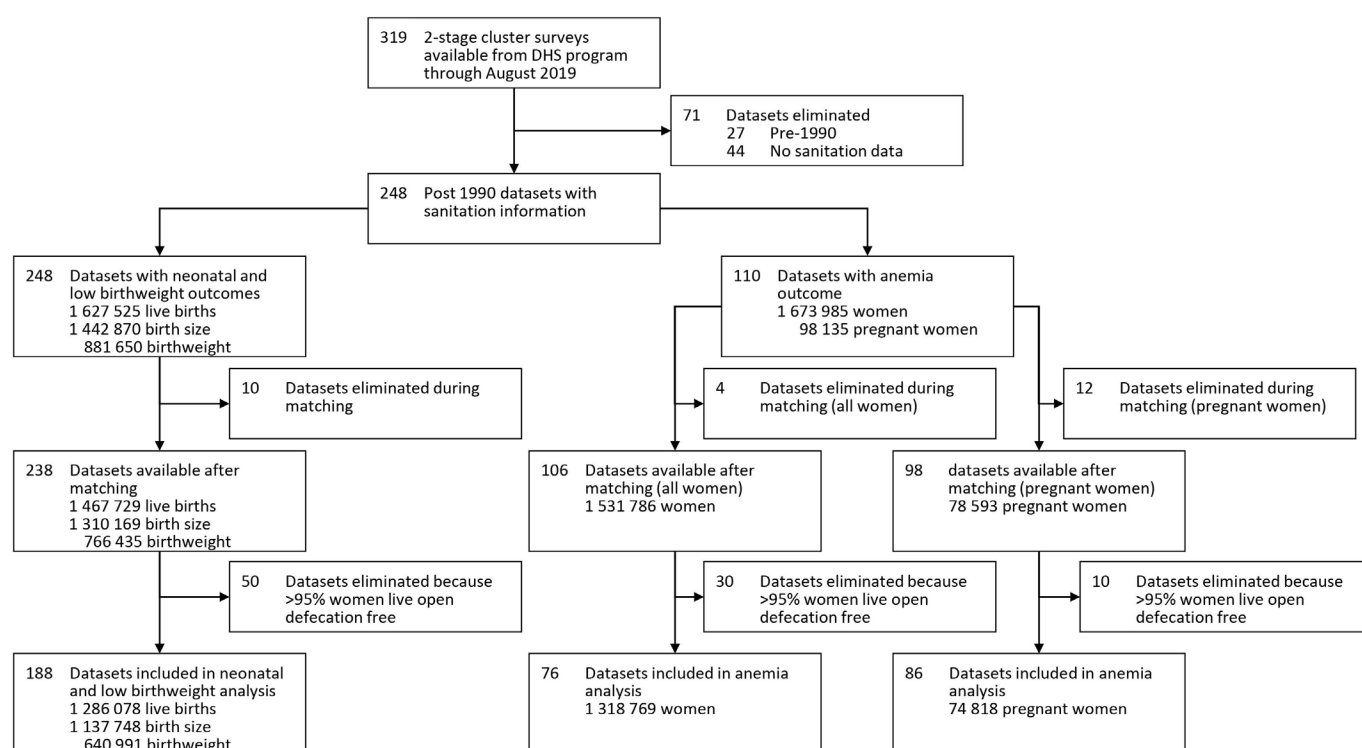 319 2-stage cluster surveys
available from DHS program
through August 2019
71 Datasets eliminated
27 Pre-1990
44 No sanitation data
248 Post 1990 datasets with
sanitation information
248 Datasets with neonatal and
low birthweight outcomes
1 627 525 live births
1 442 870 birth size
881 650 birthweight
110 Datasets with anemia
outcome
1 673 985 women
98 135 pregnant women
10 Datasets eliminated during
matching
4 Datasets eliminated during
matching (all women)
12 Datasets eliminated during
matching (pregnant women)
238 Datasets available after
matching
1 467 729 live births
1 310 169 birth size
766 435 birthweight
106 Datasets available after
matching (all women)
1 531 786 women
98 datasets available after
matching (pregnant women)
78 593 pregnant women
50 Datasets eliminated because
>95% women live open
defecation free
30 Datasets eliminated because
>95% women live open
defecation free
10 Datasets eliminated because
>95% women live open
defecation free
188 Datasets included in neonatal
and low birthweight analysis
1 286 078 live births
1 137 748 birth size
640 991 birthweight
76 Datasets included in anemia
analysis
1 318 769 women
86 Datasets included in anemia
analysis
74 818 pregnant women